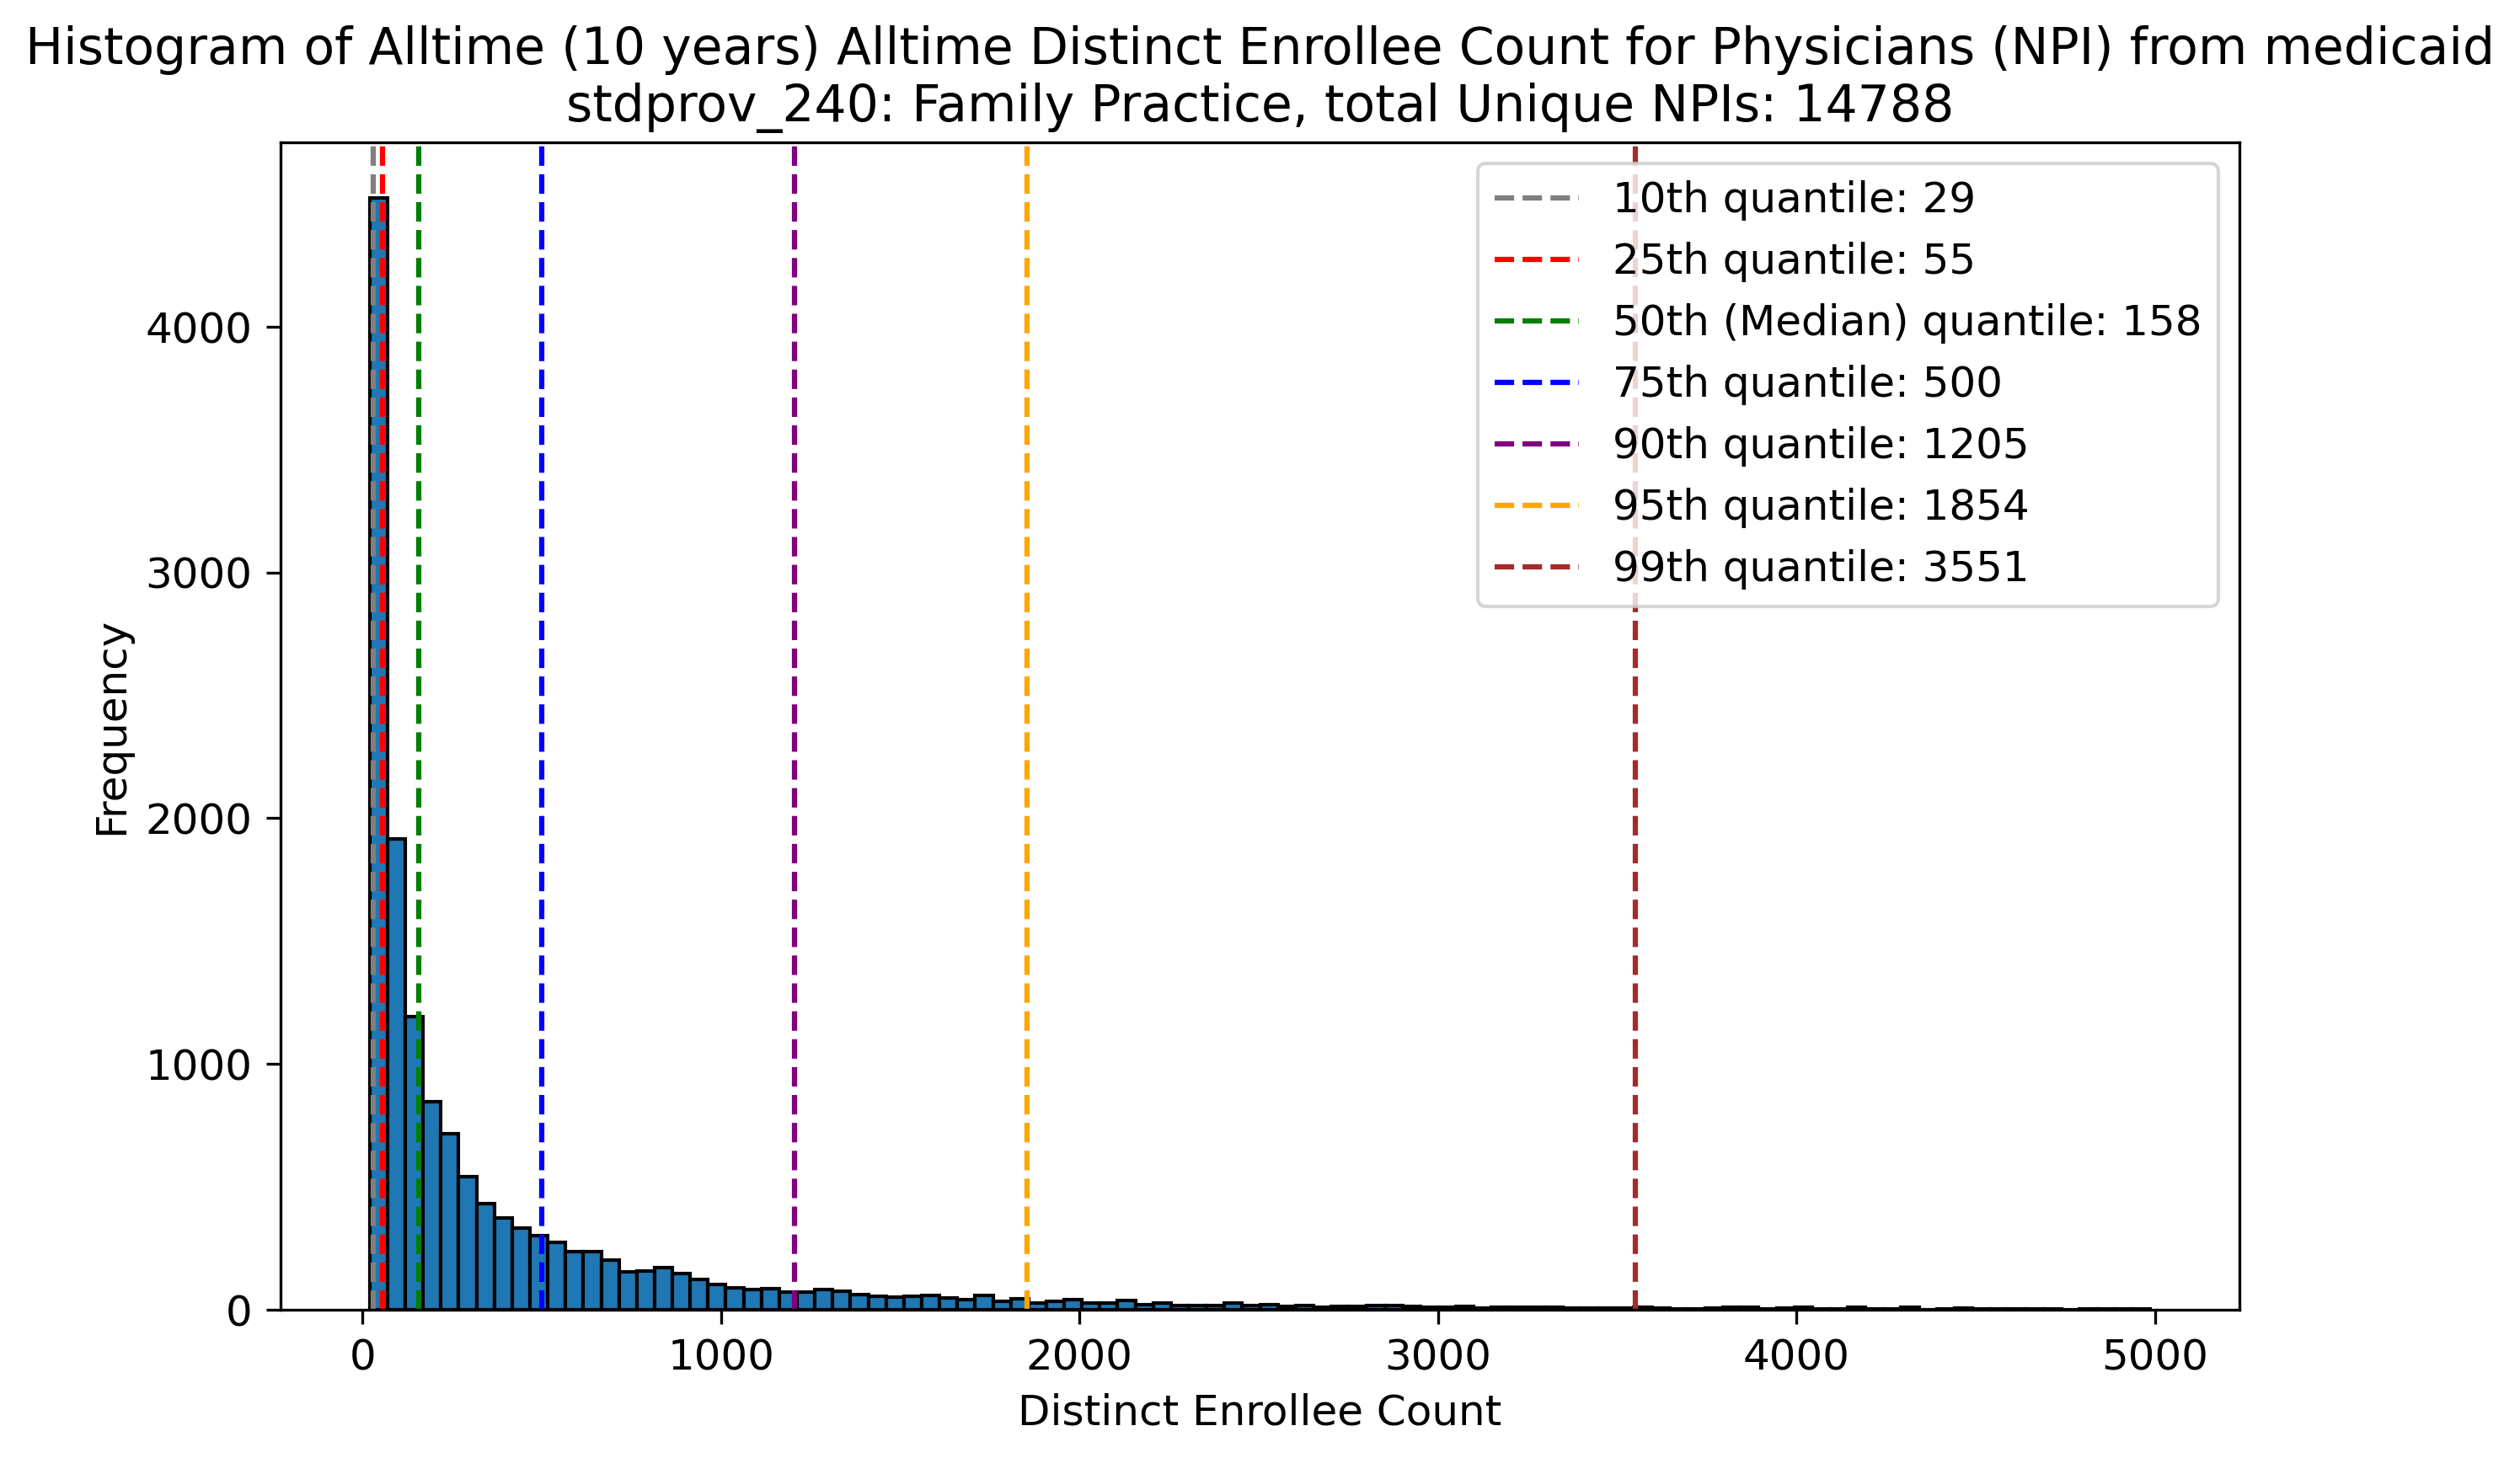 Histogram of Alltime (10 years) Alltime Distinct Enrollee Count for Physicians (NPI) from medicaid
stdprov_240: Family Practice, total Unique NPIs: 14788
10th quantile: 29
25th quantile: 55
50th (Median) quantile: 158
75th quantile: 500
90th quantile: 1205
95th quantile: 1854
99th quantile: 3551
Frequency
4000
3000
2000
1000
0
0 1000 2000 3000 4000 5000
Distinct Enrollee Count